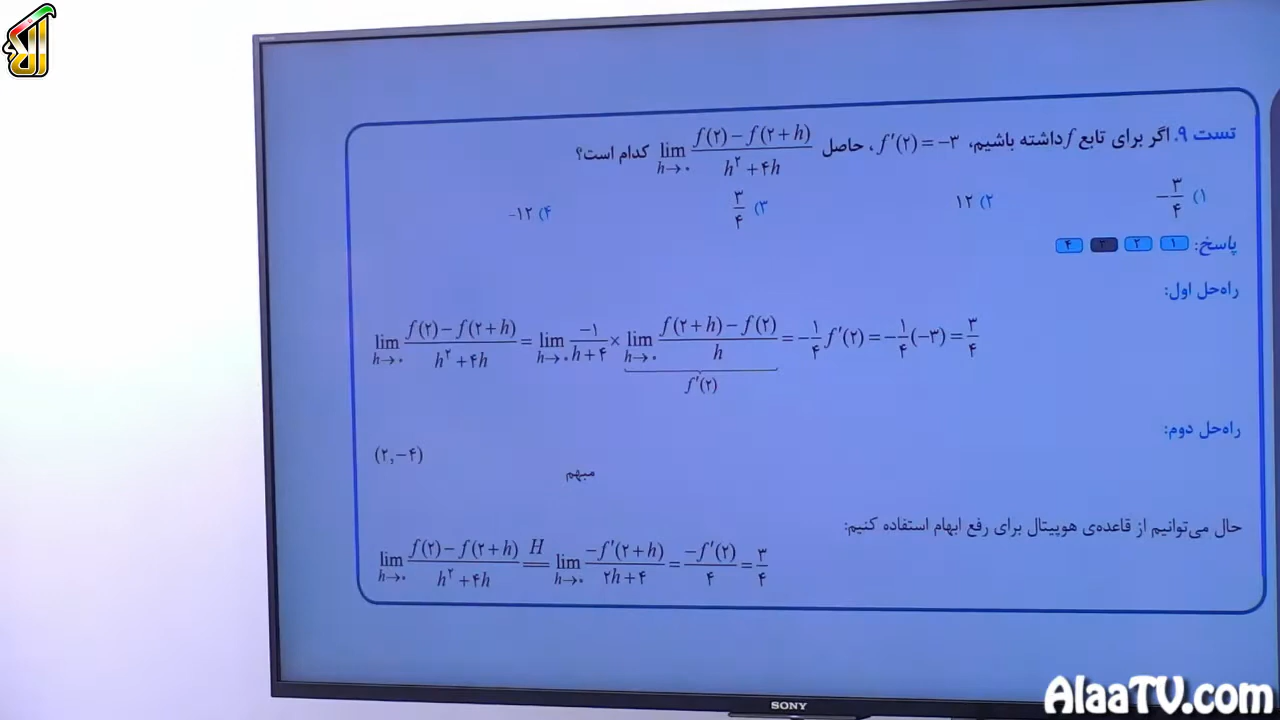 تست ۹. اگر برای تابع f داشته باشیم، f′(۲) = −۳، حاصل lim h→۰ (f(۲) − f(۲+h)) / (h^۲ + ۴h) کدام است؟
۱) −۳/۴ ۲) ۱۲ ۳) ۳/۴ ۴) −۱۲
پاسخ: ۱ ۲ ۳ ۴
راه‌حل اول:
lim h→۰ (f(۲) − f(۲+h)) / (h^۲ + ۴h) = lim h→۰ −۱/(h+۴) × lim h→۰ (f(۲+h) − f(۲)) / h = −۱/۴ f′(۲) = −۱/۴ (−۳) = ۳/۴
f′(۲)
راه‌حل دوم:
(۲,−۴)
مبهم
حال می‌توانیم از قاعده‌ی هوپیتال برای رفع ابهام استفاده کنیم:
lim h→۰ (f(۲) − f(۲+h)) / (h^۲ + ۴h) =H= lim h→۰ −f′(۲+h) / (۲h+۴) = −f′(۲)/۴ = ۳/۴
SONY
AlaaTV.com